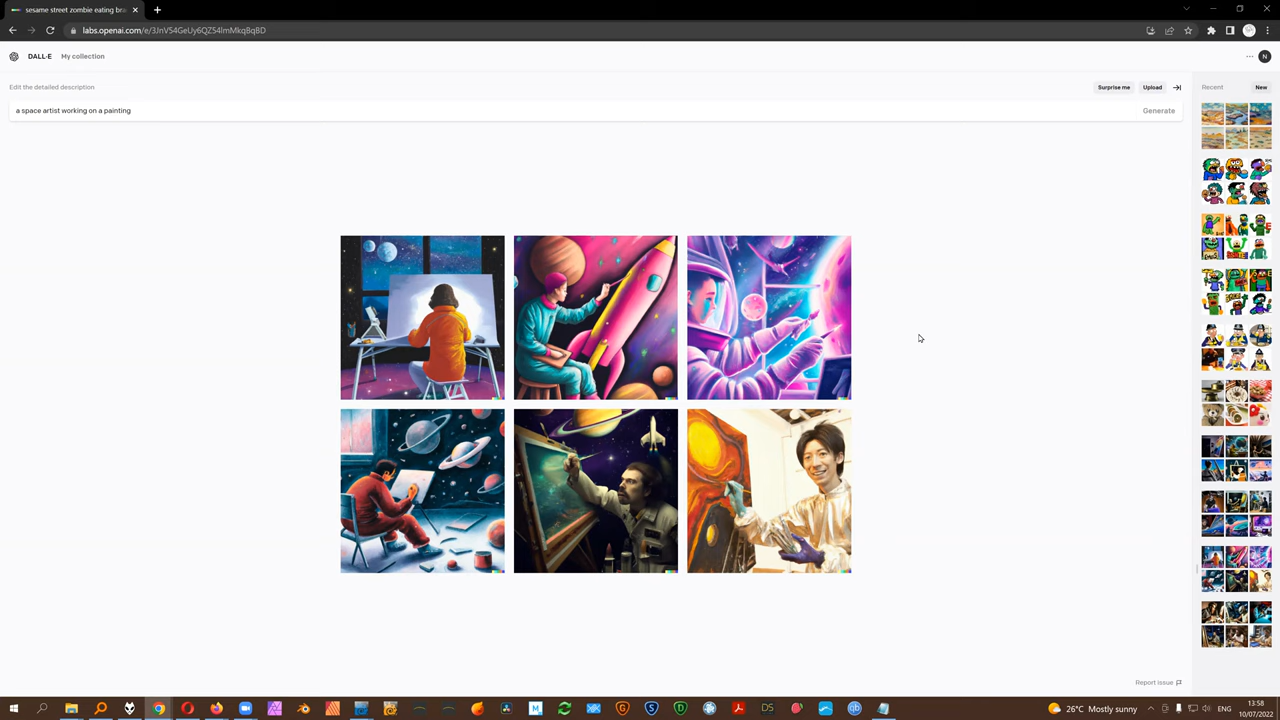 sesame street zombie eating bra
labs.openai.com/e/3JnV54GeUy6QZ54lmMkqBqBD
DALL·E My collection
N
Edit the detailed description
Surprise me Upload
Recent New
a space artist working on a painting
Generate
Report issue
26°C Mostly sunny
ENG
13:58
10/07/2022